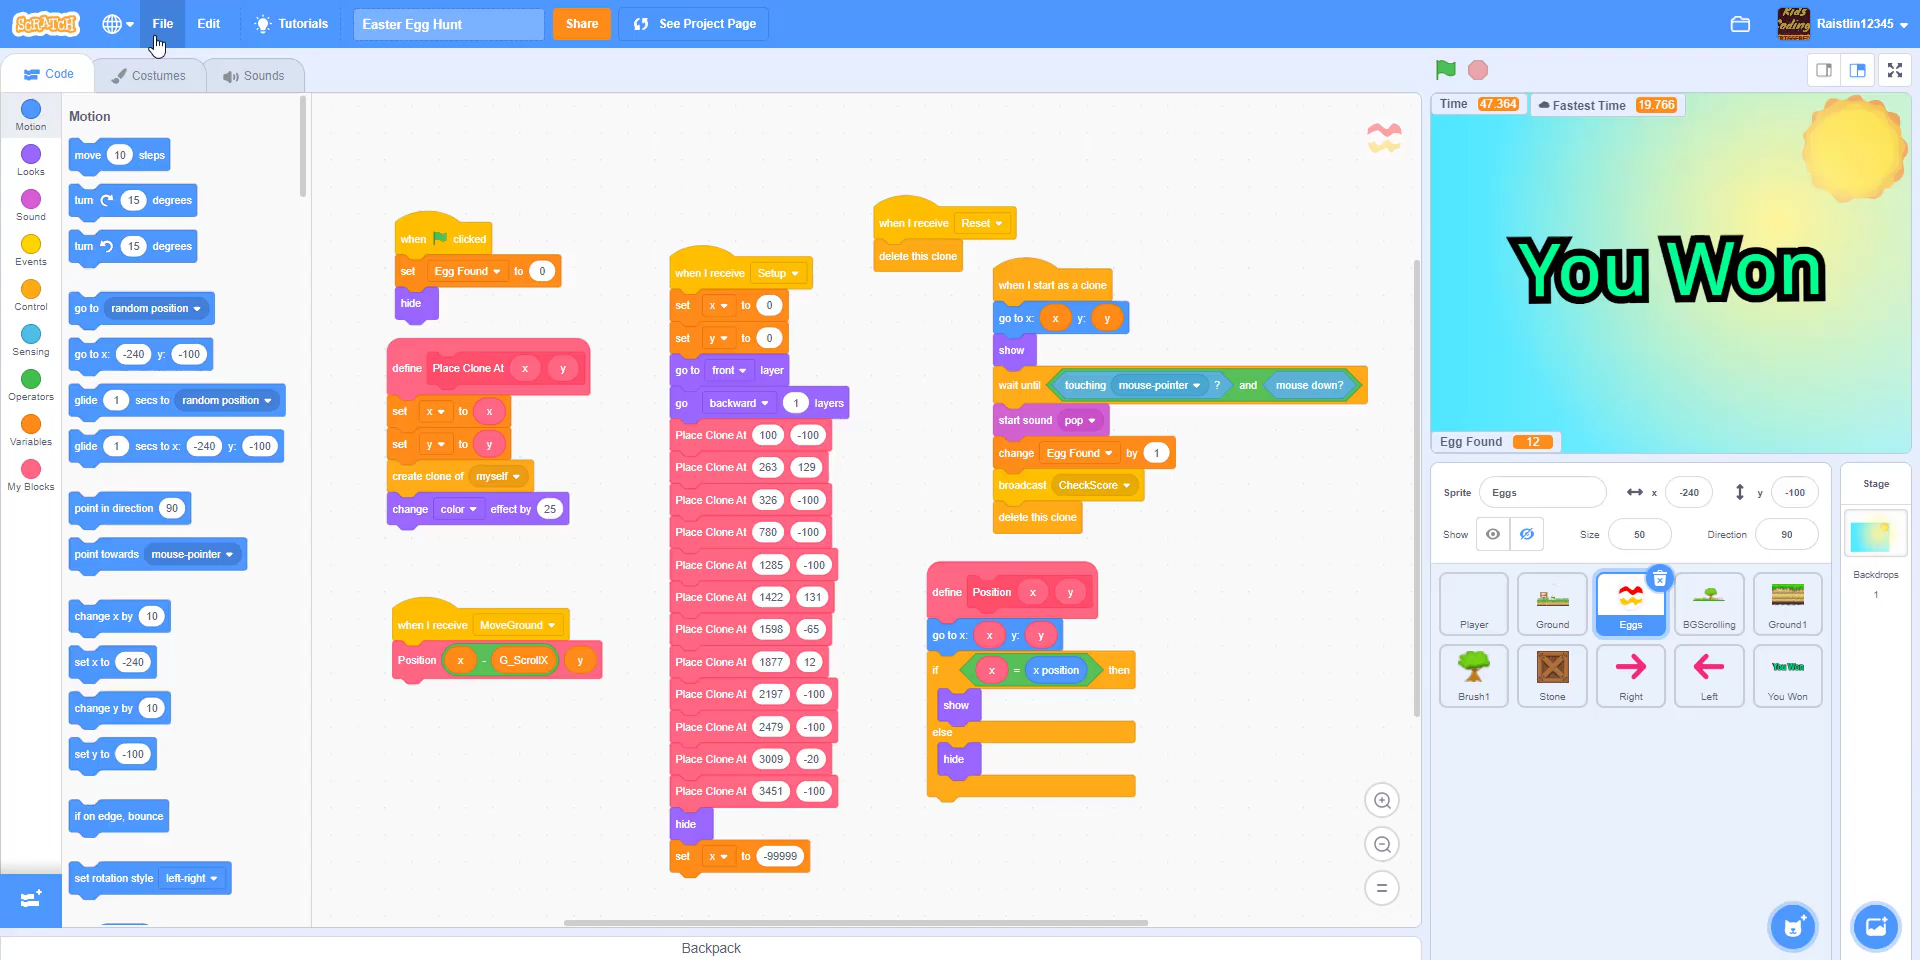 SCRATCH
File
Edit
Tutorials
Easter Egg Hunt
Share
See Project Page
Raistlin12345
Code
Costumes
Sounds
Motion
Looks
Sound
Events
Control
Sensing
Operators
Variables
My Blocks
Motion
move 10 steps
turn 15 degrees
turn 15 degrees
go to random position
go to x: -240 y: -100
glide 1 secs to random position
glide 1 secs to x: -240 y: -100
point in direction 90
point towards mouse-pointer
change x by 10
set x to -240
change y by 10
set y to -100
if on edge, bounce
set rotation style left-right
when clicked
set Egg Found to 0
hide
define Place Clone At x y
set x to x
set y to y
create clone of myself
change color effect by 25
when I receive MoveGround
Position x - G_ScrollX y
when I receive Setup
set x to 0
set y to 0
go to front layer
go backward 1 layers
Place Clone At 100 -100
Place Clone At 263 129
Place Clone At 326 -100
Place Clone At 780 -100
Place Clone At 1285 -100
Place Clone At 1422 131
Place Clone At 1598 -65
Place Clone At 1877 12
Place Clone At 2197 -100
Place Clone At 2479 -100
Place Clone At 3009 -20
Place Clone At 3451 -100
hide
set x to -99999
when I receive Reset
delete this clone
when I start as a clone
go to x: x y: y
show
wait until touching mouse-pointer ? and mouse down?
start sound pop
change Egg Found by 1
broadcast CheckScore
delete this clone
define Position x y
go to x: x y: y
if x = x position then
show
else
hide
Backpack
Time 47.364
Fastest Time 19.766
You Won
Egg Found 12
Sprite Eggs x -240 y -100
Show Size 50 Direction 90
Player
Ground
Eggs
BGScrolling
Ground1
Brush1
Stone
Right
Left
You Won
You Won
Stage
Backdrops
1